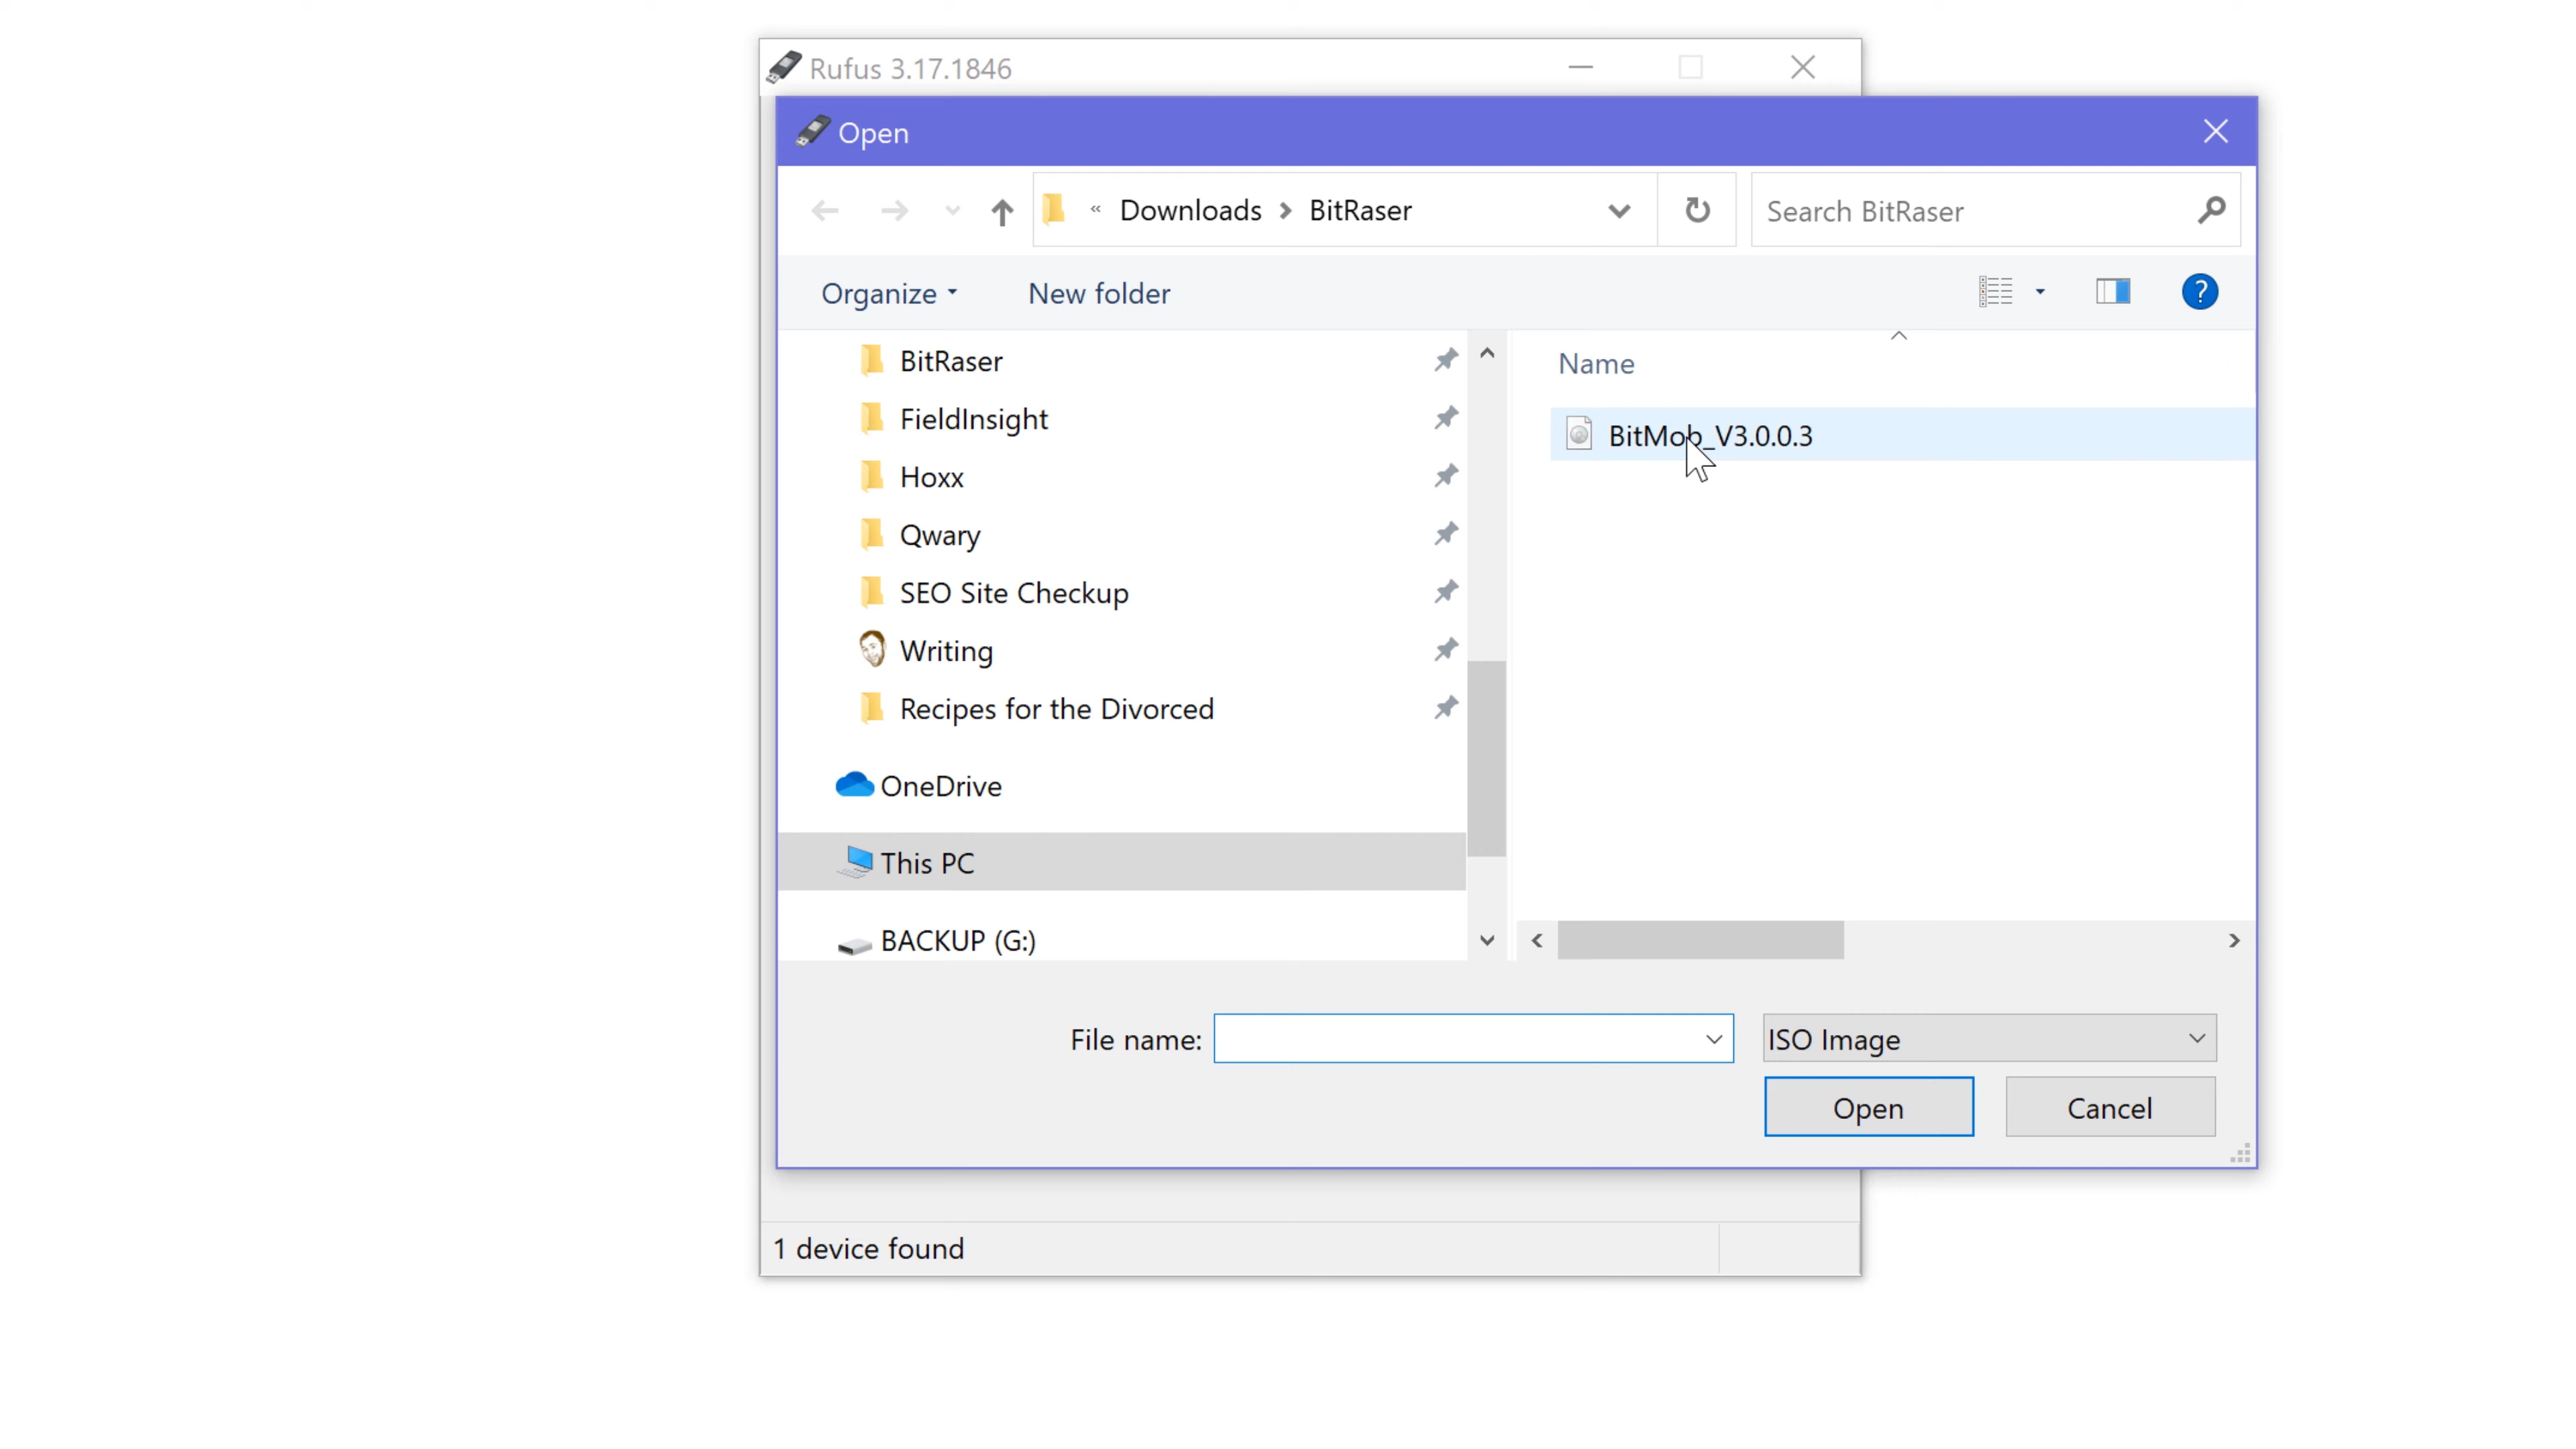 Rufus 3.17.1846
Open
« Downloads > BitRaser
Search BitRaser
Organize
New folder
?
BitRaser
FieldInsight
Hoxx
Qwary
SEO Site Checkup
Writing
Recipes for the Divorced
OneDrive
This PC
BACKUP (G:)
Name
BitMob_V3.0.0.3
File name:
ISO Image
Open
Cancel
1 device found